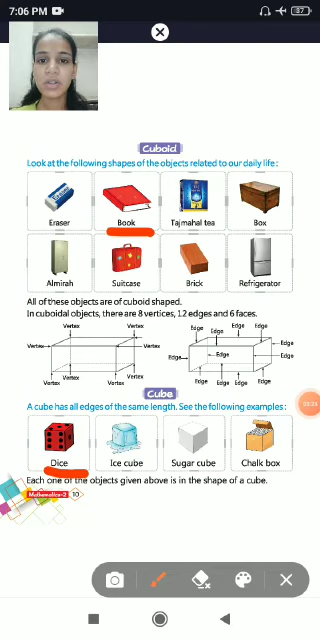 7:06 PM
87
Cuboid
Look at the following shapes of the objects related to our daily life:
Eraser Book Tajmahal tea Box
Almirah Suitcase Brick Refrigerator
All of these objects are of cuboid shaped.
In cuboidal objects, there are 8 vertices, 12 edges and 6 faces.
Vertex Vertex Edge Edge Edge Edge
Vertex Vertex Edge
Edge Edge Edge
Vertex Vertex Vertex Vertex Edge Edge Edge Edge
Cube
A cube has all edges of the same length. See the following examples:
Dice Ice cube Sugar cube Chalk box
Each one of the objects given above is in the shape of a cube.
Mathematics-2 10